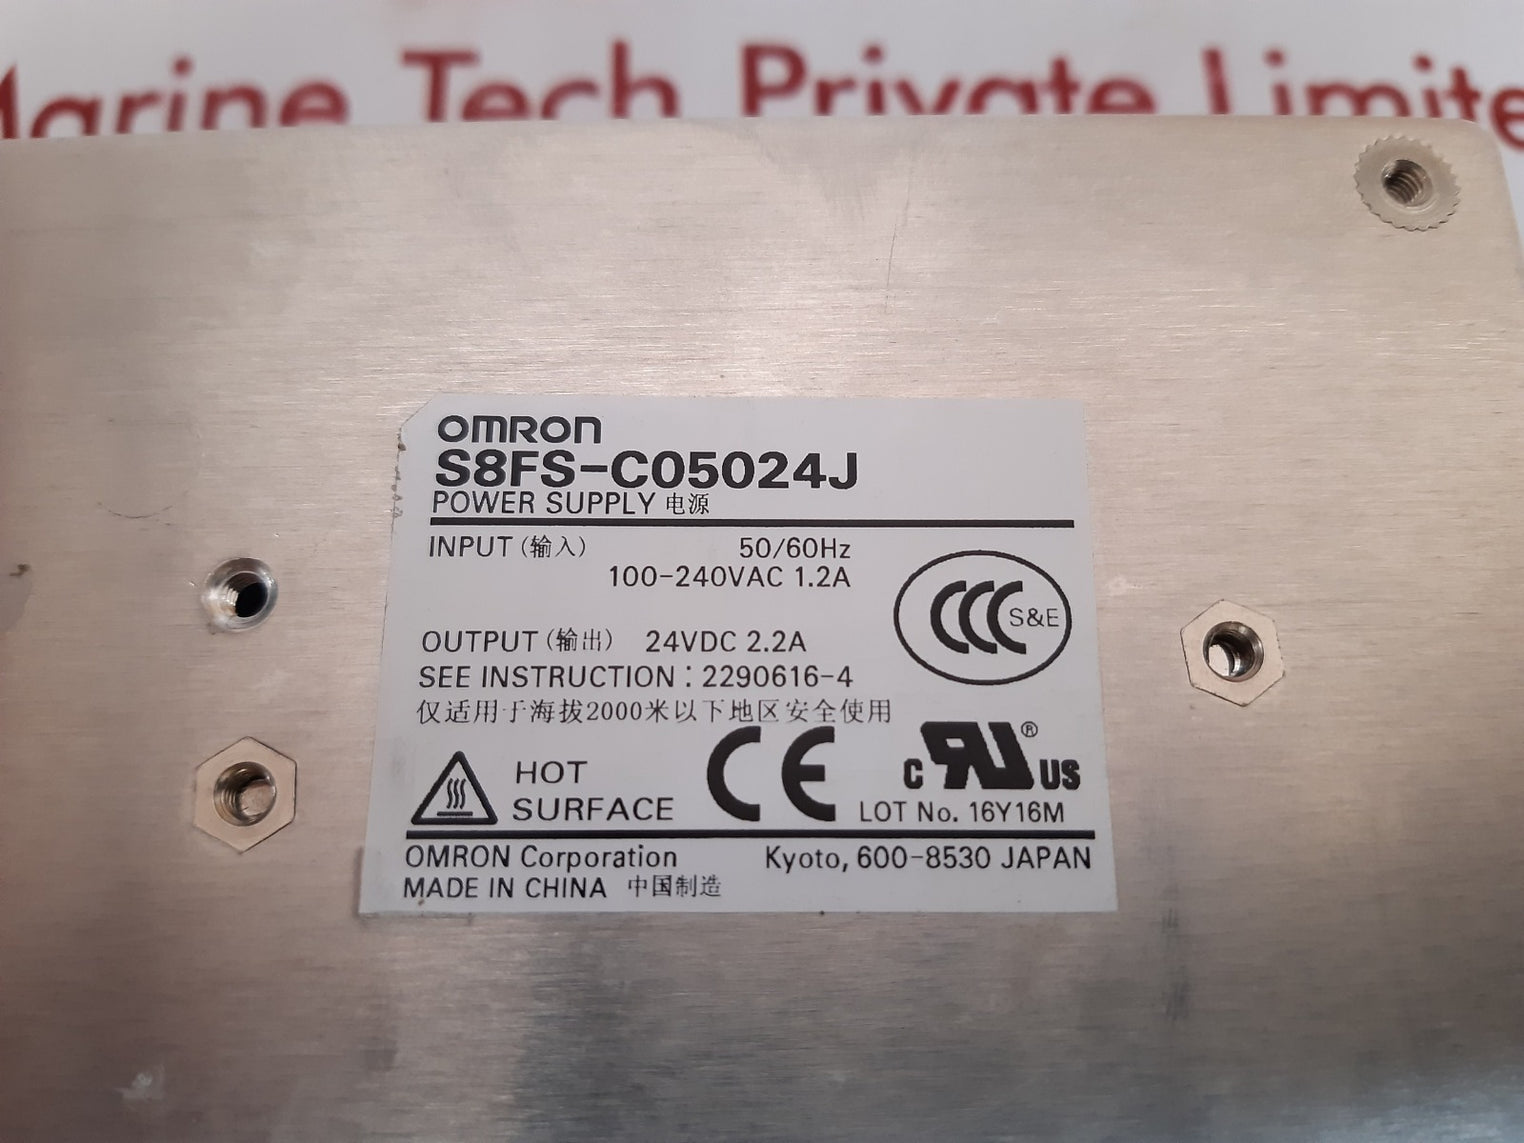 Marine Tech Private Limite
OMRON
S8FS-C05024J
POWER SUPPLY 电源
INPUT (输入) 50/60Hz
100-240VAC 1.2A
CCC S&E
OUTPUT (输出) 24VDC 2.2A
SEE INSTRUCTION : 2290616-4
仅适用于海拔2000米以下地区安全使用
HOT
SURFACE
CE
c RU ® US
LOT No. 16Y16M
OMRON Corporation Kyoto, 600-8530 JAPAN
MADE IN CHINA 中国制造